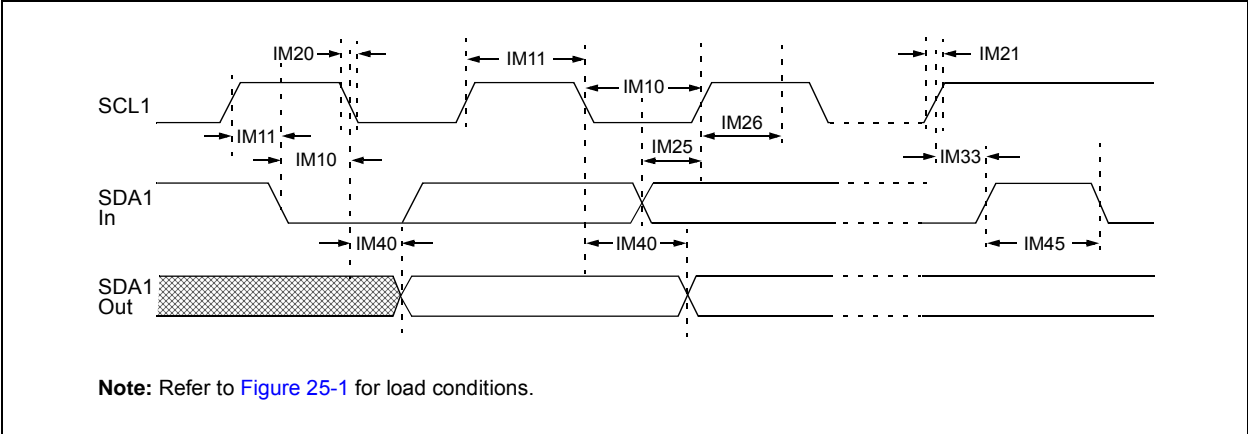 IM20
IM11
IM21
SCL1
IM10
IM11
IM26
IM10
IM25
IM33
SDA1
In
IM40
IM40
IM45
SDA1
Out
Note: Refer to Figure 25-1 for load conditions.